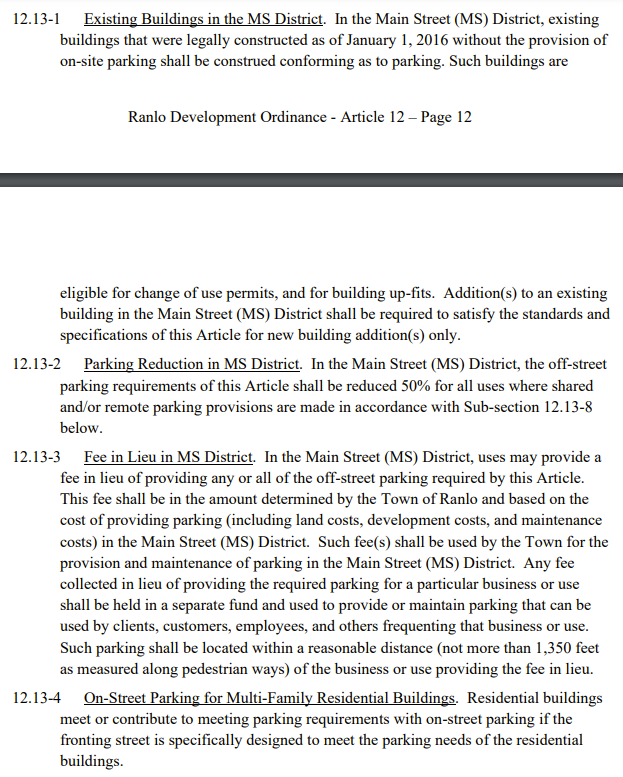 12.13-1 Existing Buildings in the MS District. In the Main Street (MS) District, existing
buildings that were legally constructed as of January 1, 2016 without the provision of
on-site parking shall be construed conforming as to parking. Such buildings are
Ranlo Development Ordinance - Article 12 – Page 12
eligible for change of use permits, and for building up-fits. Addition(s) to an existing
building in the Main Street (MS) District shall be required to satisfy the standards and
specifications of this Article for new building addition(s) only.
12.13-2 Parking Reduction in MS District. In the Main Street (MS) District, the off-street
parking requirements of this Article shall be reduced 50% for all uses where shared
and/or remote parking provisions are made in accordance with Sub-section 12.13-8
below.
12.13-3 Fee in Lieu in MS District. In the Main Street (MS) District, uses may provide a
fee in lieu of providing any or all of the off-street parking required by this Article.
This fee shall be in the amount determined by the Town of Ranlo and based on the
cost of providing parking (including land costs, development costs, and maintenance
costs) in the Main Street (MS) District. Such fee(s) shall be used by the Town for the
provision and maintenance of parking in the Main Street (MS) District. Any fee
collected in lieu of providing the required parking for a particular business or use
shall be held in a separate fund and used to provide or maintain parking that can be
used by clients, customers, employees, and others frequenting that business or use.
Such parking shall be located within a reasonable distance (not more than 1,350 feet
as measured along pedestrian ways) of the business or use providing the fee in lieu.
12.13-4 On-Street Parking for Multi-Family Residential Buildings. Residential buildings
meet or contribute to meeting parking requirements with on-street parking if the
fronting street is specifically designed to meet the parking needs of the residential
buildings.